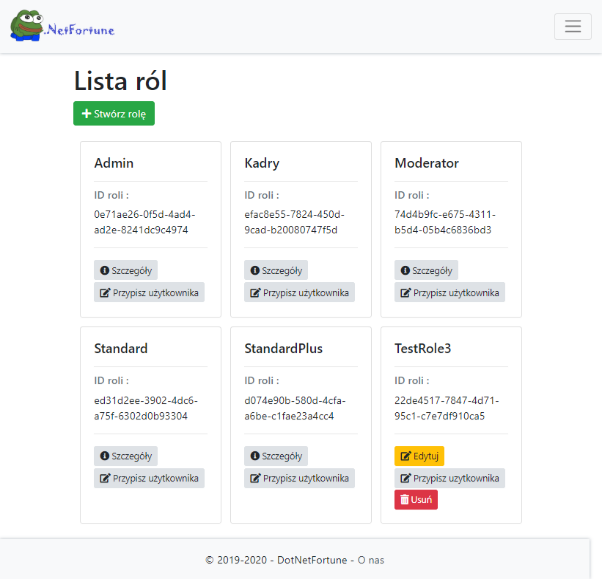 .NetFortune
Lista ról
Stwórz rolę
Admin
ID roli :
0e71ae26-0f5d-4ad4-
ad2e-8241dc9c4974
Szczegóły
Przypisz użytkownika
Kadry
ID roli :
efac8e55-7824-450d-
9cad-b20080747f5d
Szczegóły
Przypisz użytkownika
Moderator
ID roli :
74d4b9fc-e675-4311-
b5d4-05b4c6836bd3
Szczegóły
Przypisz użytkownika
Standard
ID roli :
ed31d2ee-3902-4dc6-
a75f-6302d0b93304
Szczegóły
Przypisz użytkownika
StandardPlus
ID roli :
d074e90b-580d-4cfa-
a6be-c1fae23a4cc4
Szczegóły
Przypisz użytkownika
TestRole3
ID roli :
22de4517-7847-4d71-
95c1-c7e7df910ca5
Edytuj
Przypisz uzytkownika
Usuń
© 2019-2020 - DotNetFortune - O nas